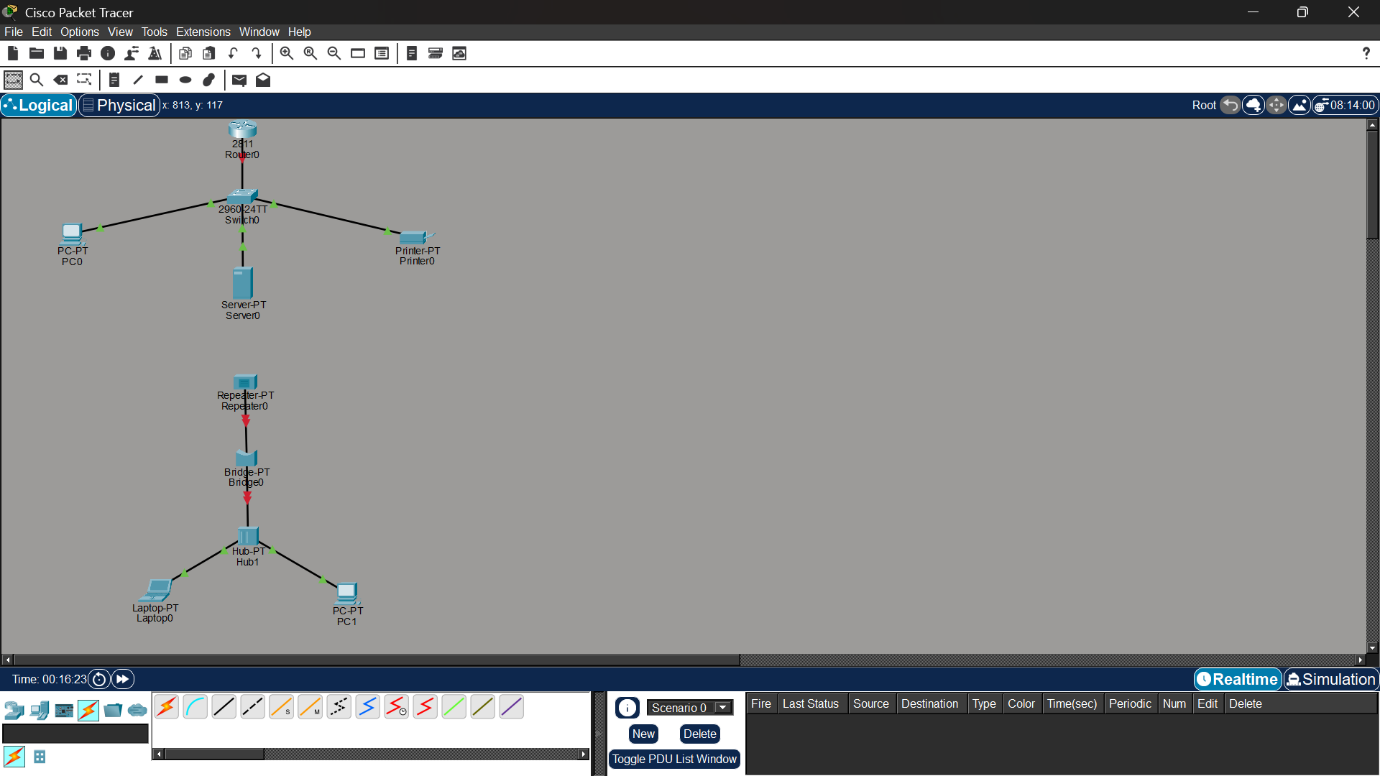 Cisco Packet Tracer
File Edit Options View Tools Extensions Window Help
?
Logical Physical x: 813, y: 117 Root 08:14:00
2811
Router0
2960-24TT
Switch0
PC-PT
PC0
Printer-PT
Printer0
Server-PT
Server0
Repeater-PT
Repeater0
Bridge-PT
Bridge0
Hub-PT
Hub1
Laptop-PT
Laptop0
PC-PT
PC1
Time: 00:16:23 Realtime Simulation
S M
Scenario 0
New Delete
Toggle PDU List Window
Fire Last Status Source Destination Type Color Time(sec) Periodic Num Edit Delete